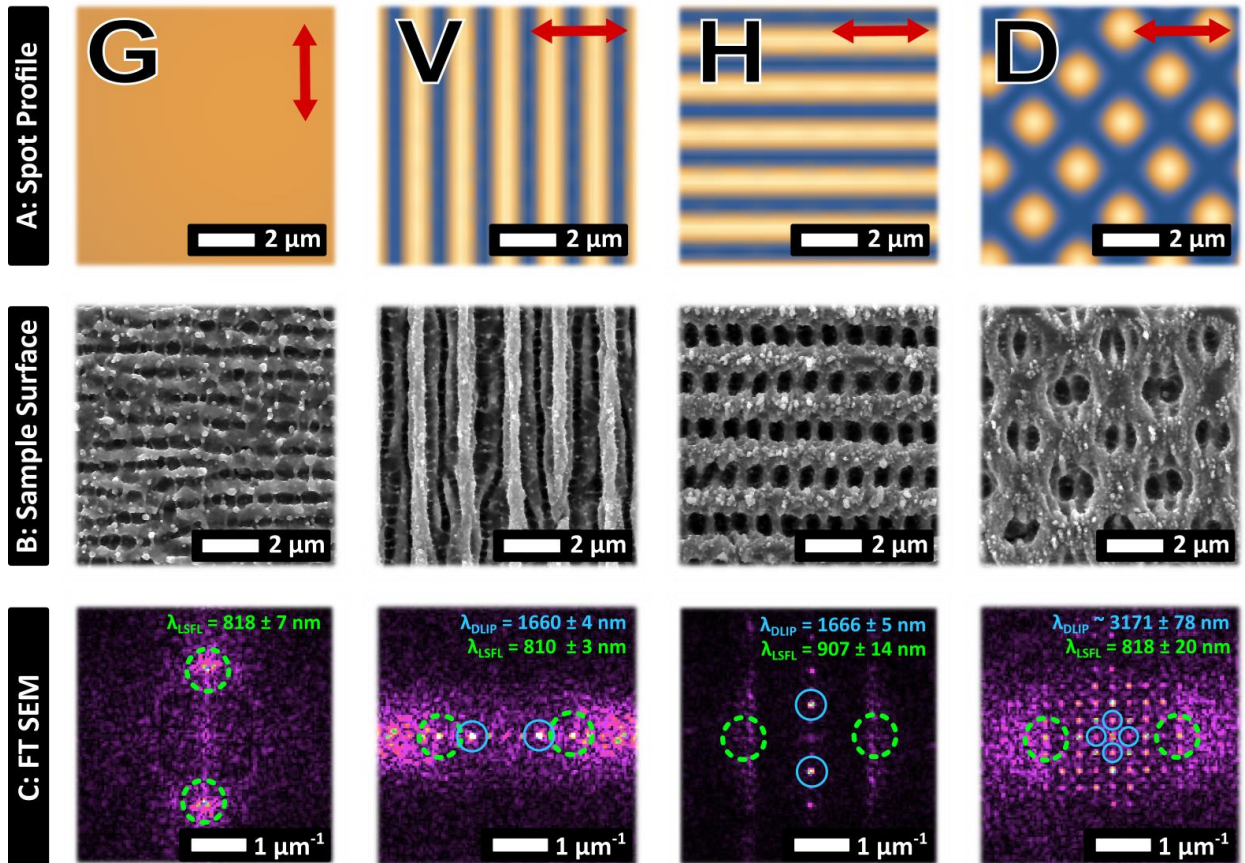 A: Spot Profile
G
V
H
D
2 µm
2 µm
2 µm
2 µm
B: Sample Surface
2 µm
2 µm
2 µm
2 µm
C: FT SEM
λLSFL = 818 ± 7 nm
1 µm⁻¹
λDLIP = 1660 ± 4 nm
λLSFL = 810 ± 3 nm
1 µm⁻¹
λDLIP = 1666 ± 5 nm
λLSFL = 907 ± 14 nm
1 µm⁻¹
λDLIP ~ 3171 ± 78 nm
λLSFL = 818 ± 20 nm
1 µm⁻¹